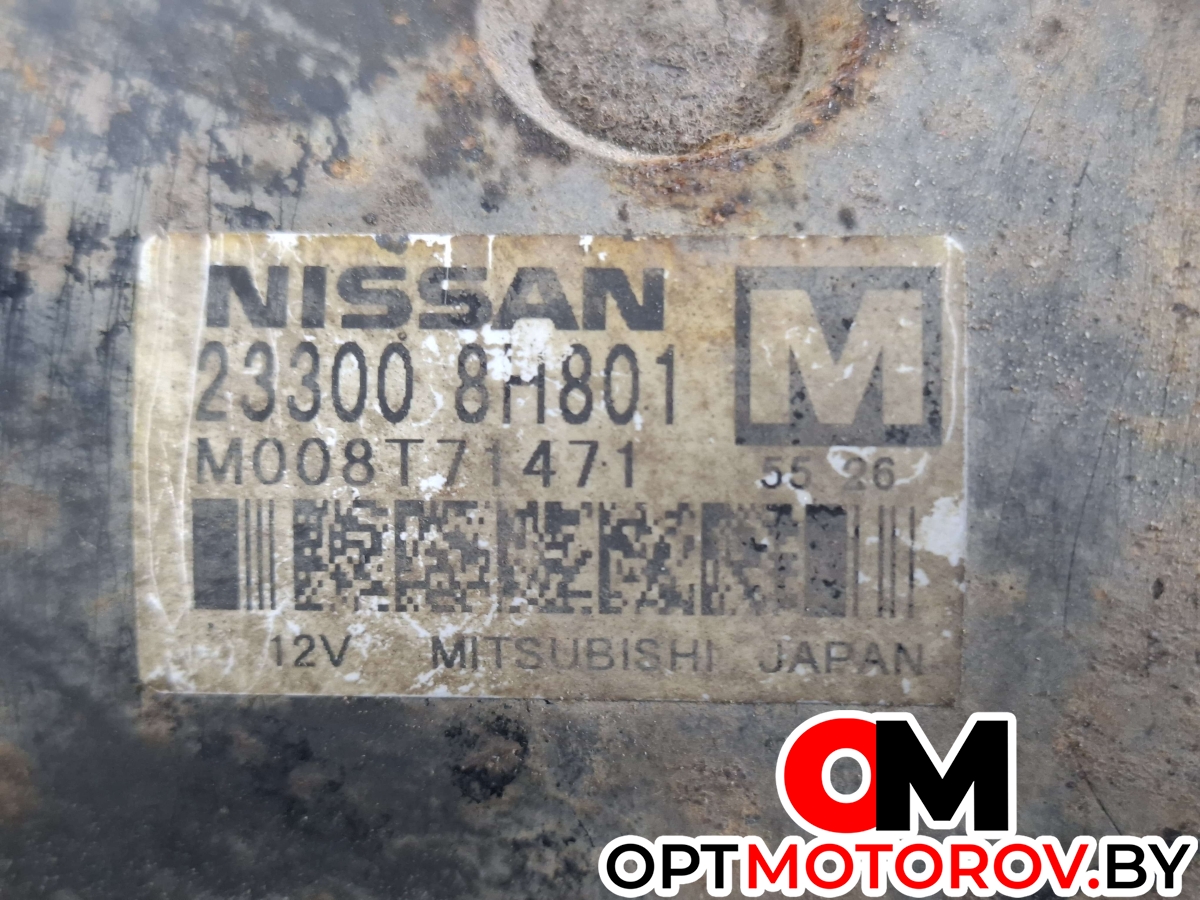 NISSAN
23300 8H801
M
M008T71471
55 26
12V MITSUBISHI JAPAN
OM
OPTMOTOROV.BY